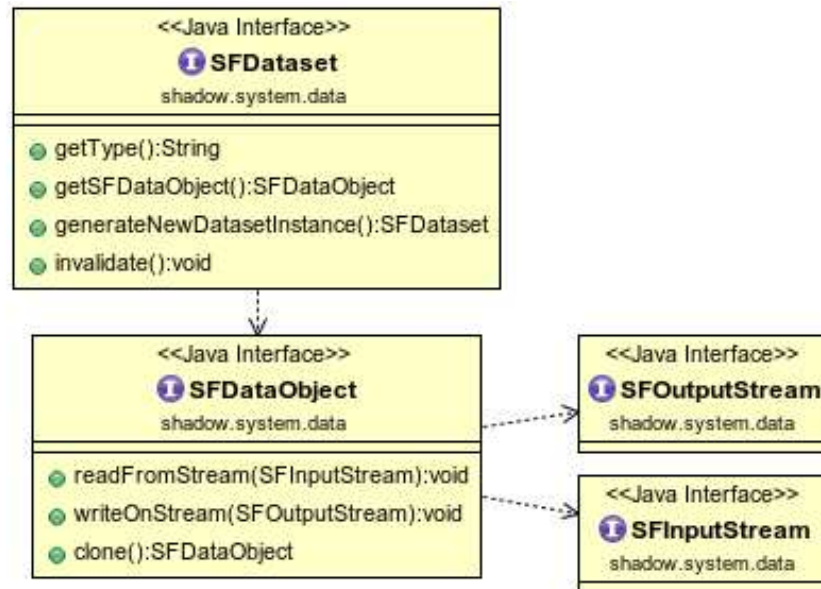 <<Java Interface>>
SFDataset
shadow.system.data
getType():String
getSFDataObject():SFDataObject
generateNewDatasetInstance():SFDataset
invalidate():void
<<Java Interface>>
SFDataObject
shadow.system.data
readFromStream(SFInputStream):void
writeOnStream(SFOutputStream):void
clone():SFDataObject
<<Java Interface>>
SFOutputStream
shadow.system.data
<<Java Interface>>
SFInputStream
shadow.system.data